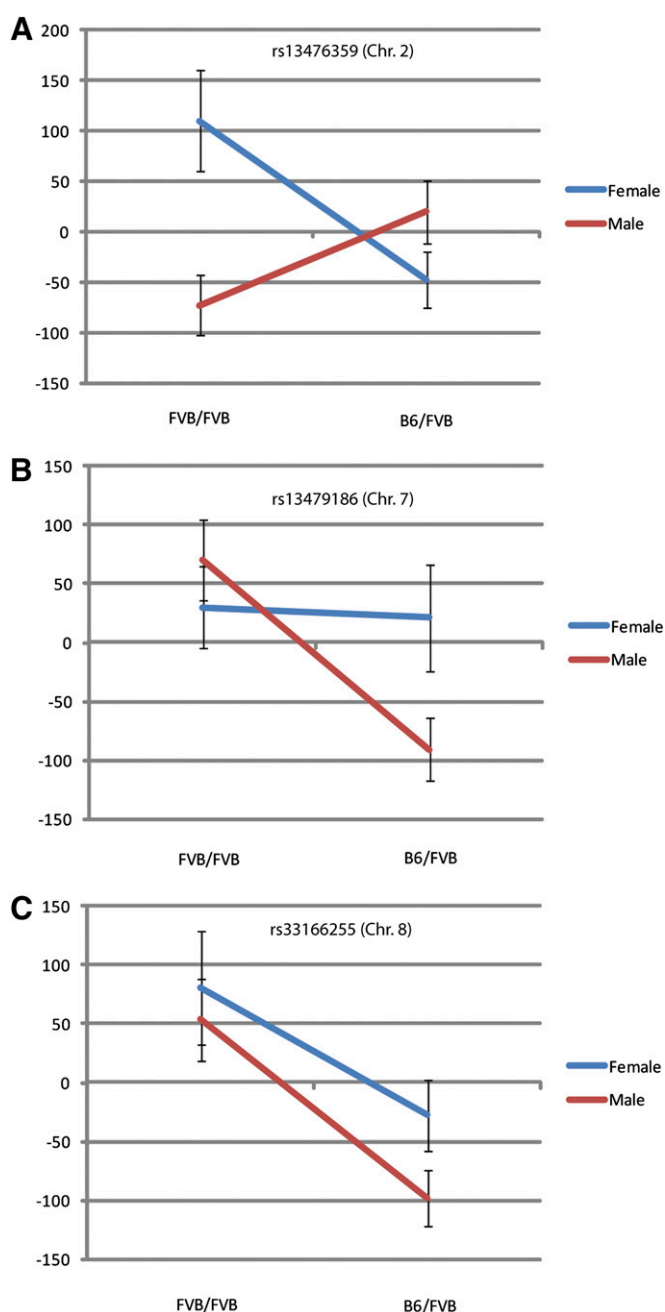 A
rs13476359 (Chr. 2)
200
150
100
50
0
-50
-100
-150
FVB/FVB
B6/FVB
Female
Male
B
rs13479186 (Chr. 7)
150
100
50
0
-50
-100
-150
FVB/FVB
B6/FVB
Female
Male
C
rs33166255 (Chr. 8)
150
100
50
0
-50
-100
-150
FVB/FVB
B6/FVB
Female
Male